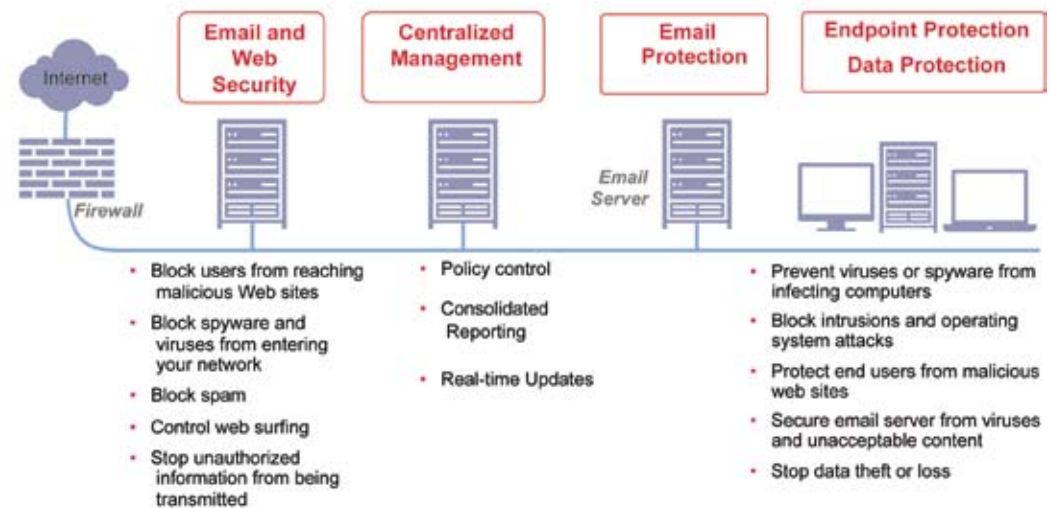 Internet
Firewall
Email and
Web
Security
Centralized
Management
Email
Protection
Endpoint Protection
Data Protection
Email
Server
• Block users from reaching
malicious Web sites
• Block spyware and
viruses from entering
your network
• Block spam
• Control web surfing
• Stop unauthorized
information from being
transmitted
• Policy control
• Consolidated
Reporting
• Real-time Updates
• Prevent viruses or spyware from
infecting computers
• Block intrusions and operating
system attacks
• Protect end users from malicious
web sites
• Secure email server from viruses
and unacceptable content
• Stop data theft or loss